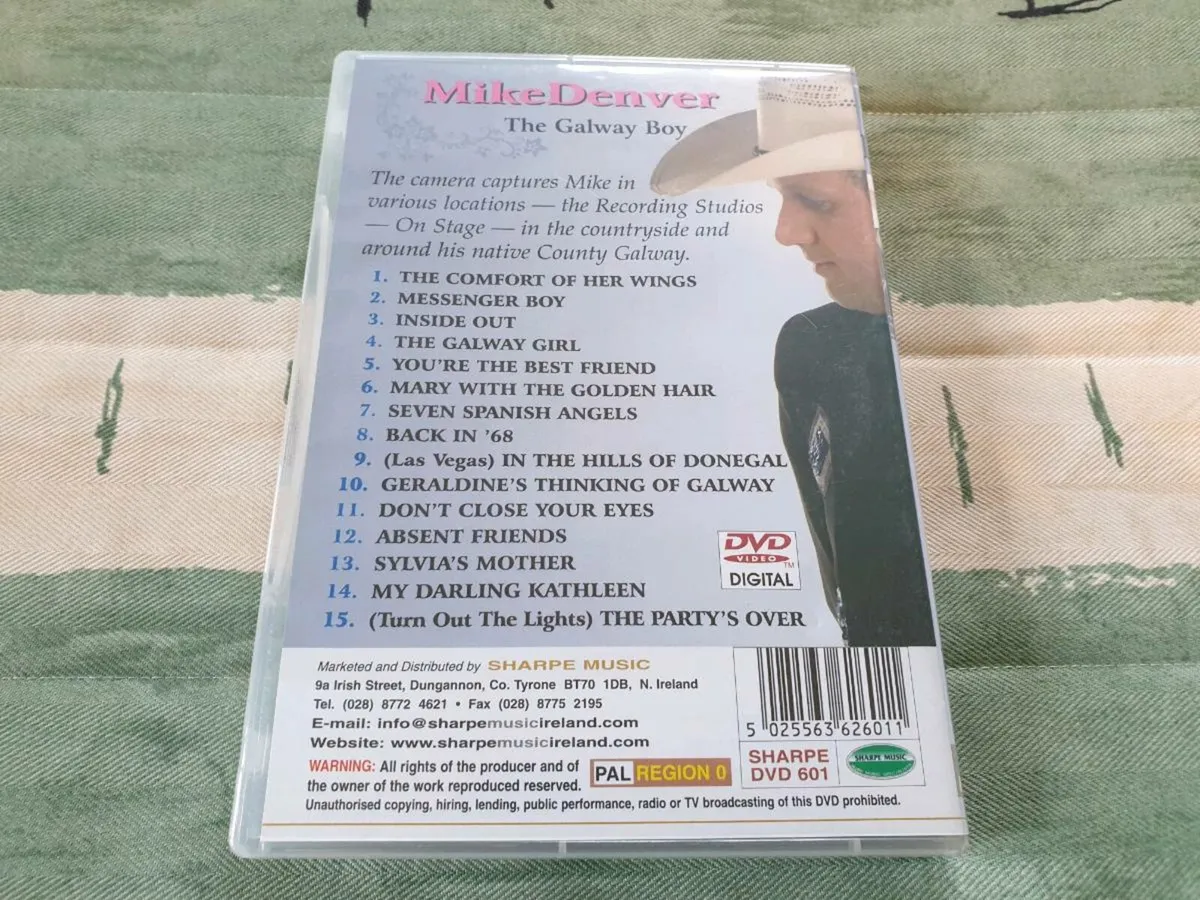 MikeDenver
The Galway Boy
The camera captures Mike in
various locations — the Recording Studios
— On Stage — in the countryside and
around his native County Galway.
1. THE COMFORT OF HER WINGS
2. MESSENGER BOY
3. INSIDE OUT
4. THE GALWAY GIRL
5. YOU'RE THE BEST FRIEND
6. MARY WITH THE GOLDEN HAIR
7. SEVEN SPANISH ANGELS
8. BACK IN '68
9. (Las Vegas) IN THE HILLS OF DONEGAL
10. GERALDINE'S THINKING OF GALWAY
11. DON'T CLOSE YOUR EYES
12. ABSENT FRIENDS
13. SYLVIA'S MOTHER
14. MY DARLING KATHLEEN
15. (Turn Out The Lights) THE PARTY'S OVER
DVD
VIDEO
TM
DIGITAL
Marketed and Distributed by SHARPE MUSIC
9a Irish Street, Dungannon, Co. Tyrone BT70 1DB, N. Ireland
Tel. (028) 8772 4621 • Fax (028) 8775 2195
E-mail: info@sharpemusicireland.com
Website: www.sharpemusicireland.com
WARNING: All rights of the producer and of
the owner of the work reproduced reserved.
Unauthorised copying, hiring, lending, public performance, radio or TV broadcasting of this DVD prohibited.
PAL REGION 0
5 025563 626011
SHARPE
DVD 601
SHARPE MUSIC